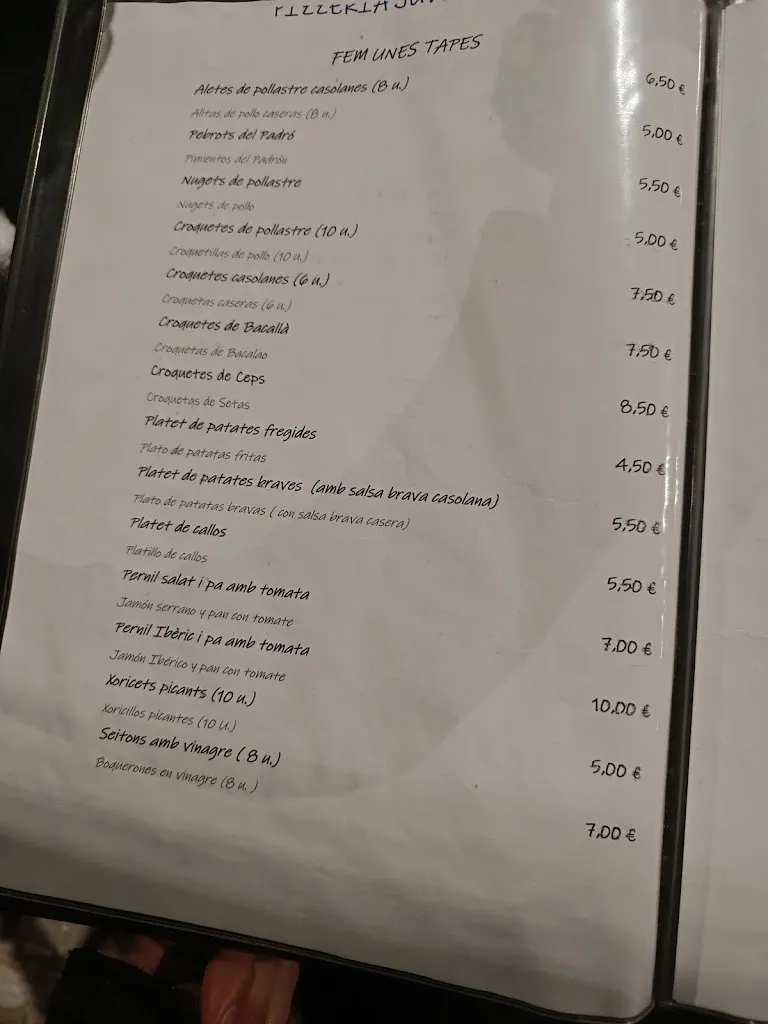 PIZZERIA
FEM UNES TAPES
Aletes de pollastre casolanes (8 u.) 6,50 €
Alitas de pollo caseras (8 u.)
Pebrots del Padró 5,00 €
Pimientos del Padrón
Nugets de pollastre 5,50 €
Nugets de pollo
Croquetes de pollastre (10 u.) 5,00 €
Croquetillas de pollo (10 u.)
Croquetes casolanes (6 u.) 7,50 €
Croquetas caseras (6 u.)
Croquetes de Bacallà 7,50 €
Croquetas de Bacalao
Croquetes de Ceps 8,50 €
Croquetas de Setas
Platet de patates fregides 4,50 €
Plato de patatas fritas
Platet de patates braves (amb salsa brava casolana) 5,50 €
Plato de patatas bravas ( con salsa brava casera)
Platet de callos 5,50 €
Platillo de callos
Pernil salat i pa amb tomata 7,00 €
Jamón serrano y pan con tomate
Pernil Ibèric i pa amb tomata 10,00 €
Jamón Ibérico y pan con tomate
Xoricets picants (10 u.) 5,00 €
Xoricillos picantes (10 u.)
Seitons amb vinagre ( 8 u.) 7,00 €
Boquerones en vinagre (8 u. )